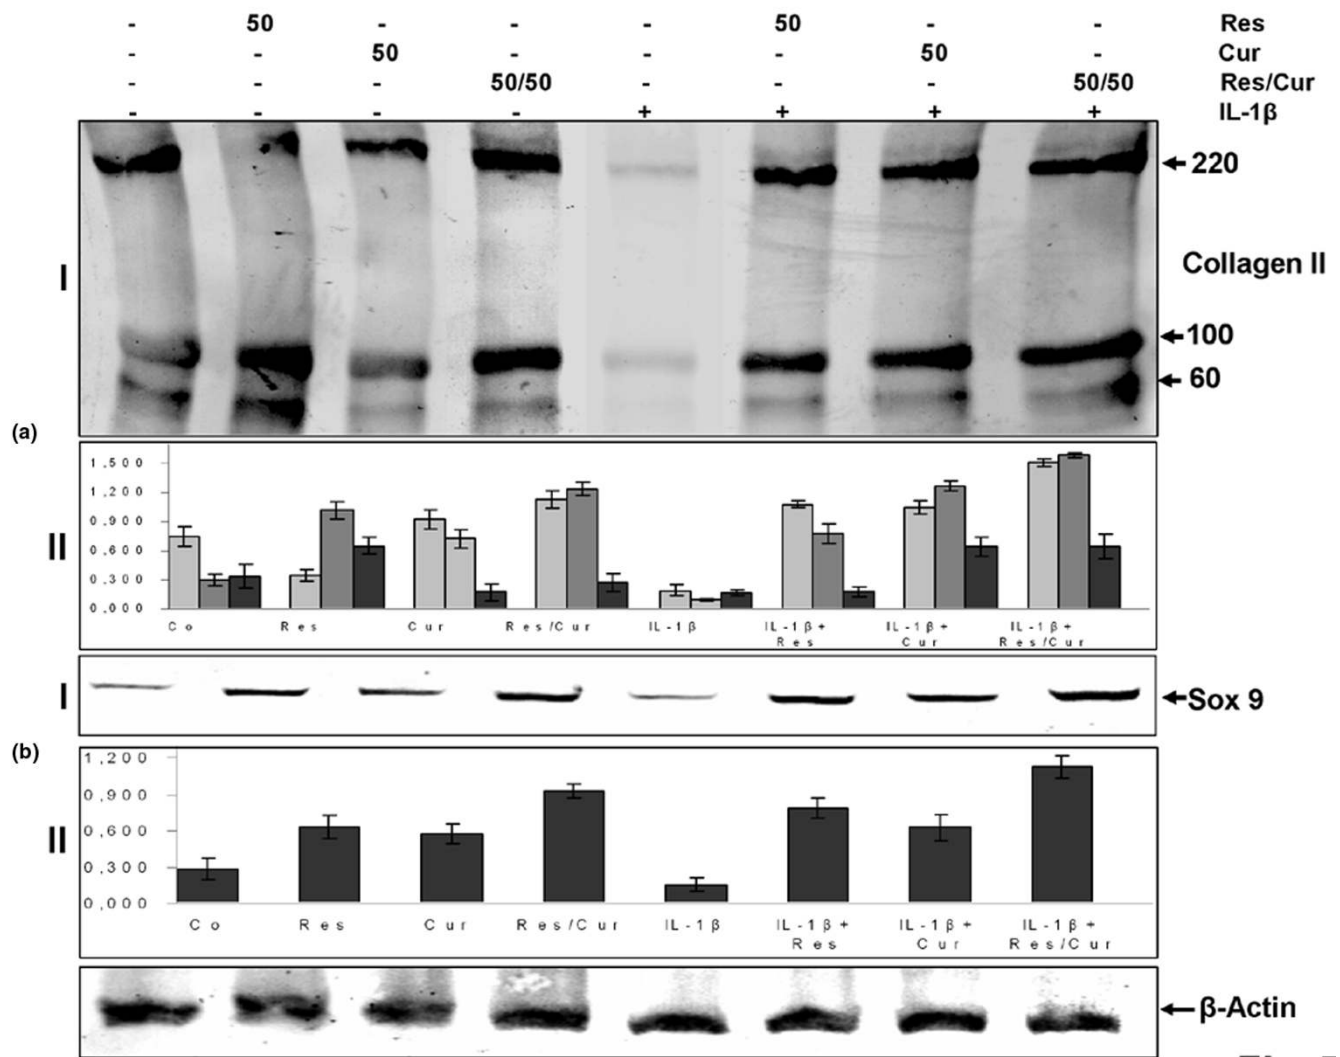 - 50 - - - 50 - - Res
- - 50 - - - 50 - Cur
- - - 50/50 - - - 50/50 Res/Cur
- - - - + + + + IL-1β
220
I
Collagen II
100
60
(a)
1,500
1,200
0,900
II
0,600
0,300
0,000
Co Res Cur Res/Cur IL-1β IL-1β+ IL-1β+ IL-1β+
Res Cur Res/Cur
I
Sox 9
(b)
1,200
0,900
0,600
II
0,300
0,000
Co Res Cur Res/Cur IL-1β IL-1β+ IL-1β+ IL-1β+
Res Cur Res/Cur
β-Actin